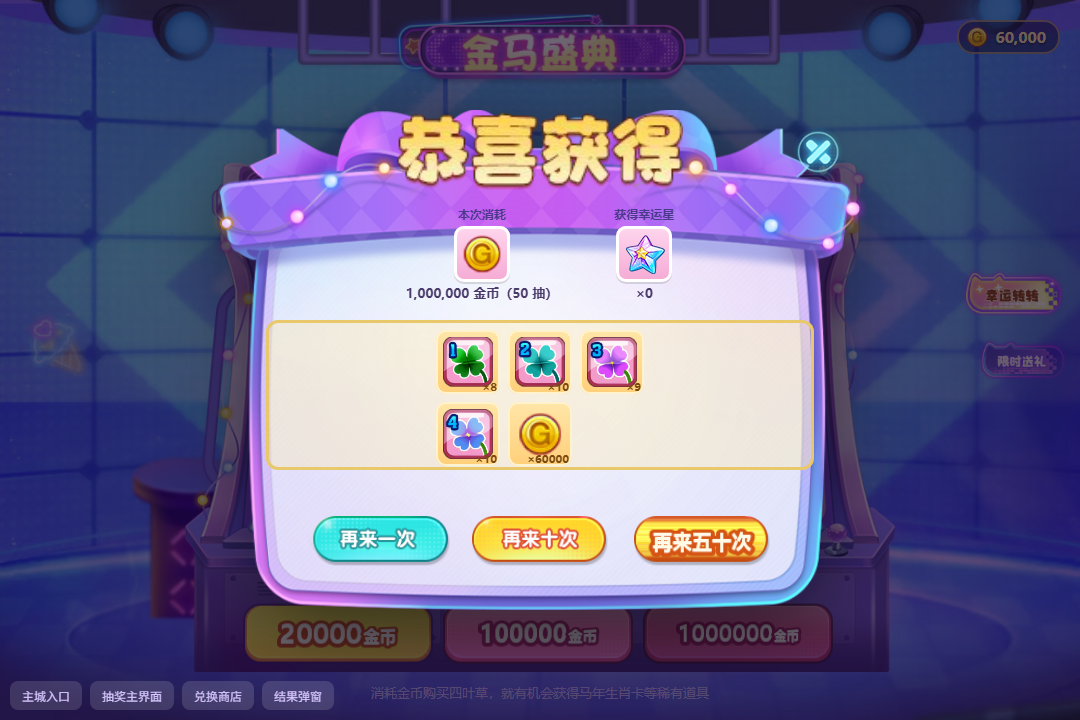 金马盛典
G 60,000
恭喜获得
本次消耗
获得幸运星
G
1,000,000 金币（50 抽）
×0
幸运转转
限时送礼
1
×8
2
×10
3
×9
4
×10
G
×60000
再来一次
再来十次
再来五十次
20000金币
100000金币
1000000金币
主城入口
抽奖主界面
兑换商店
结果弹窗
消耗金币购买四叶草，就有机会获得马年生肖卡等稀有道具